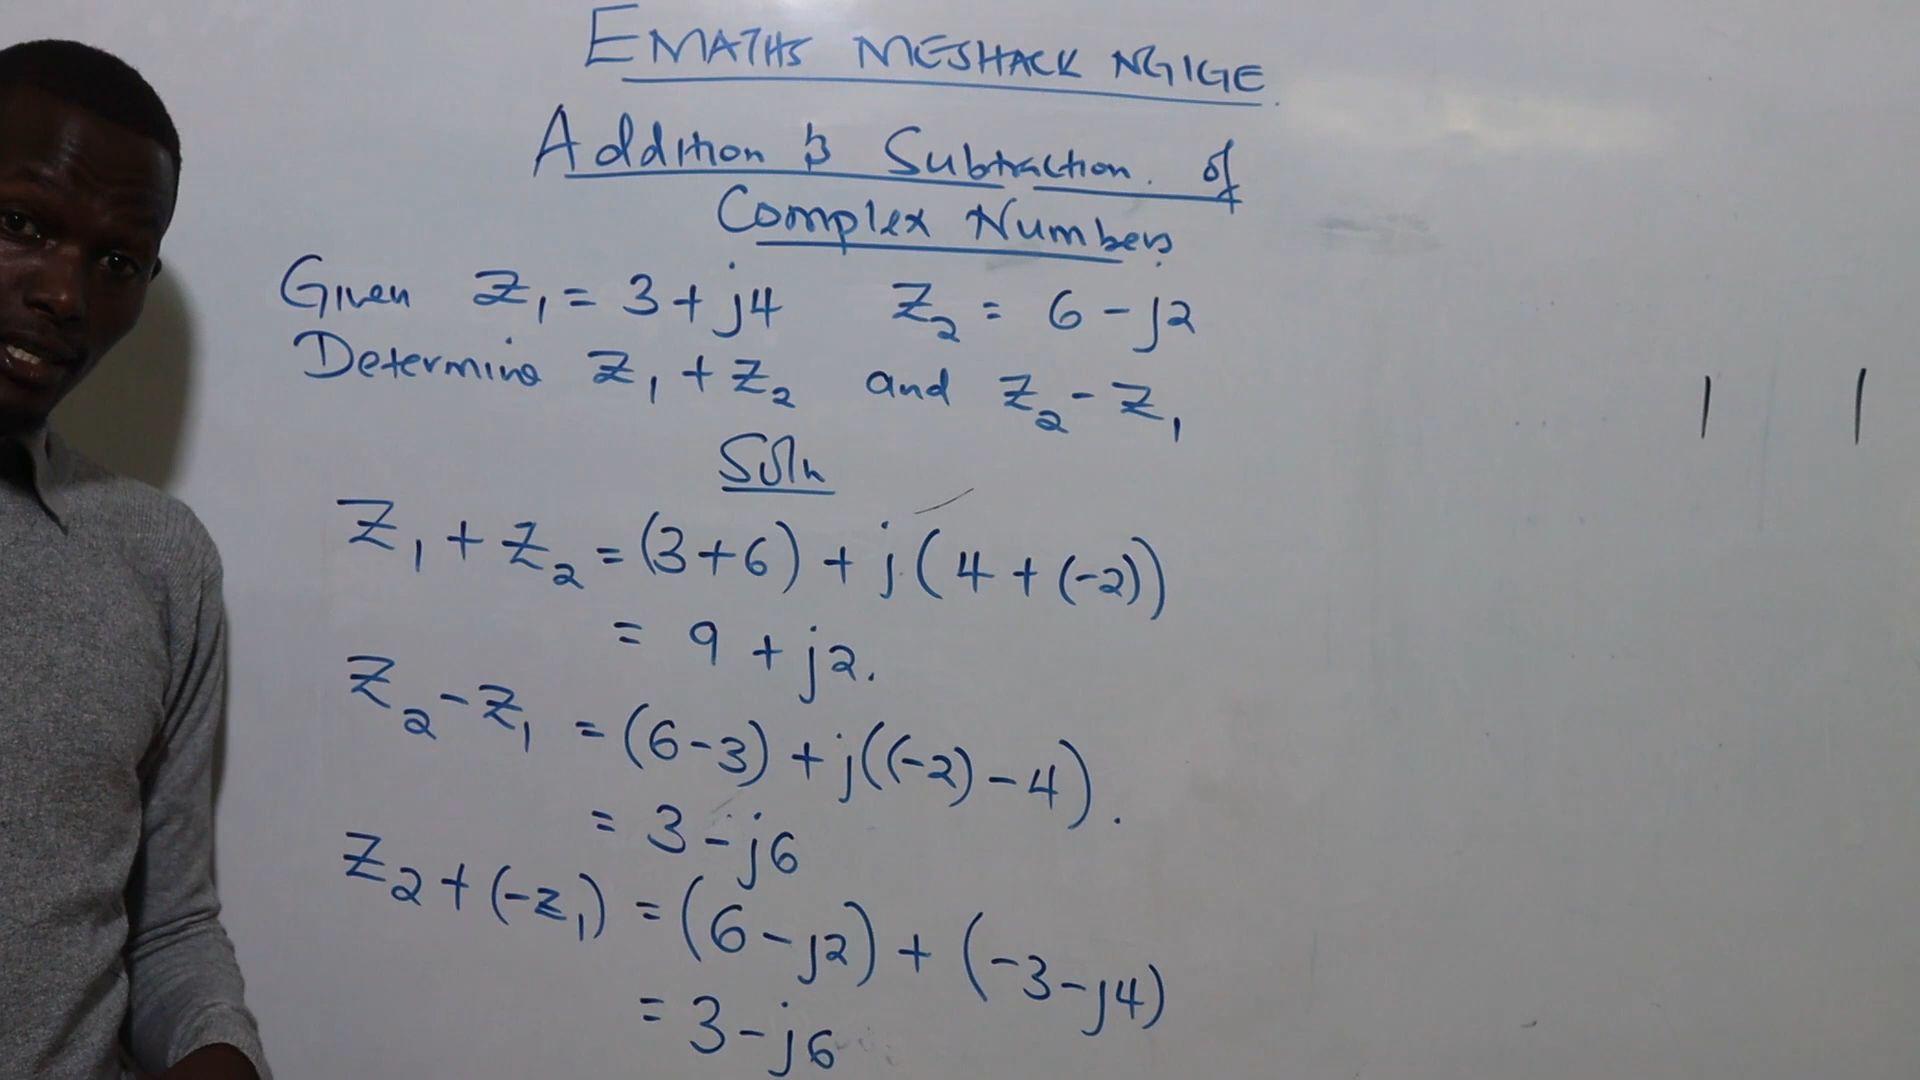 EMATHS MESHACK NGIGE
Addition & Subtraction of
Complex Numbers
Given Z₁ = 3 + j4 Z₂ = 6 - j2
Determine Z₁ + Z₂ and Z₂ - Z₁
Soln
Z₁ + Z₂ = (3+6) + j(4 + (-2))
= 9 + j2.
Z₂ - Z₁ = (6-3) + j((-2) - 4).
= 3 - j6
Z₂ + (-Z₁) = (6 - j2) + (-3 - j4)
= 3 - j6